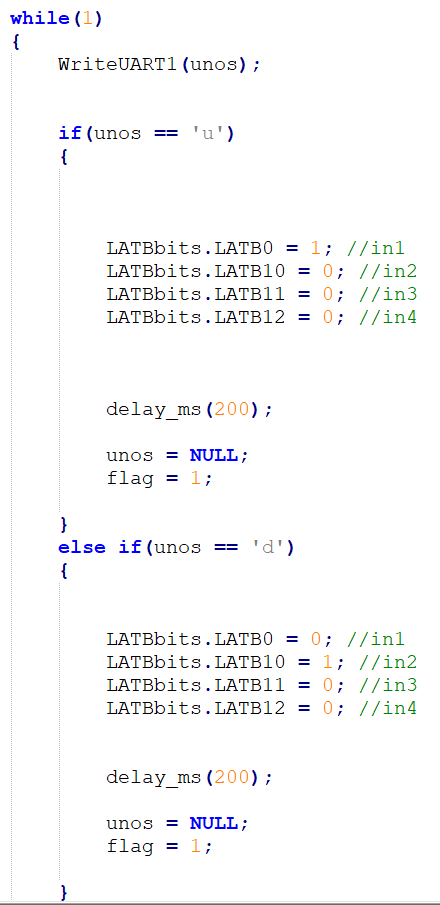 while(1)
{
WriteUART1(unos);
if(unos == 'u')
{
LATBbits.LATB0 = 1; //in1
LATBbits.LATB10 = 0; //in2
LATBbits.LATB11 = 0; //in3
LATBbits.LATB12 = 0; //in4
delay_ms(200);
unos = NULL;
flag = 1;
}
else if(unos == 'd')
{
LATBbits.LATB0 = 0; //in1
LATBbits.LATB10 = 1; //in2
LATBbits.LATB11 = 0; //in3
LATBbits.LATB12 = 0; //in4
delay_ms(200);
unos = NULL;
flag = 1;
}